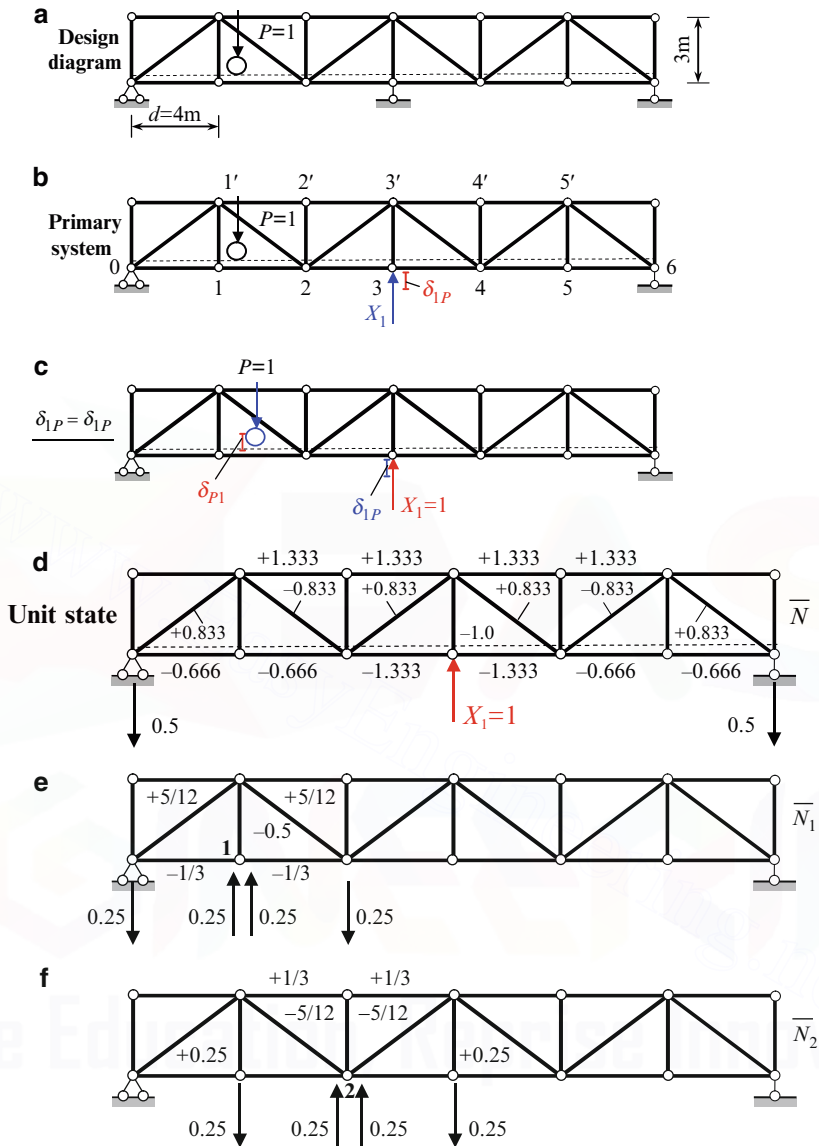 a
Design
diagram
P=1
3m
d=4m
b
Primary
system
1′ 2′ 3′ 4′ 5′
P=1
0 1 2 3 4 5 6
δ1P
X1
c
P=1
δ1P = δ1P
δP1
δ1P
X1=1
d
Unit state
+1.333 +1.333 +1.333 +1.333
–0.833 +0.833 +0.833 –0.833
N
+0.833 –1.0 +0.833
–0.666 –0.666 –1.333 –1.333 –0.666 –0.666
X1=1
0.5 0.5
e
+5/12 +5/12
N1
–0.5
1
–1/3 –1/3
0.25 0.25 0.25 0.25
f
+1/3 +1/3
–5/12 –5/12
N2
+0.25 +0.25
2
0.25 0.25 0.25 0.25